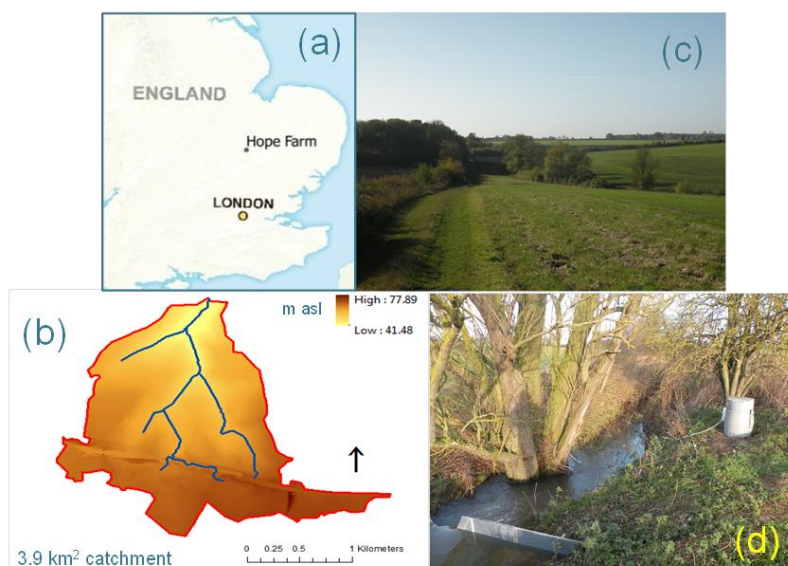 (a)
ENGLAND
Hope Farm
LONDON
(c)
(b)
m asl
High : 77.89
Low : 41.48
3.9 km² catchment
0 0.25 0.5 1 Kilometers
(d)